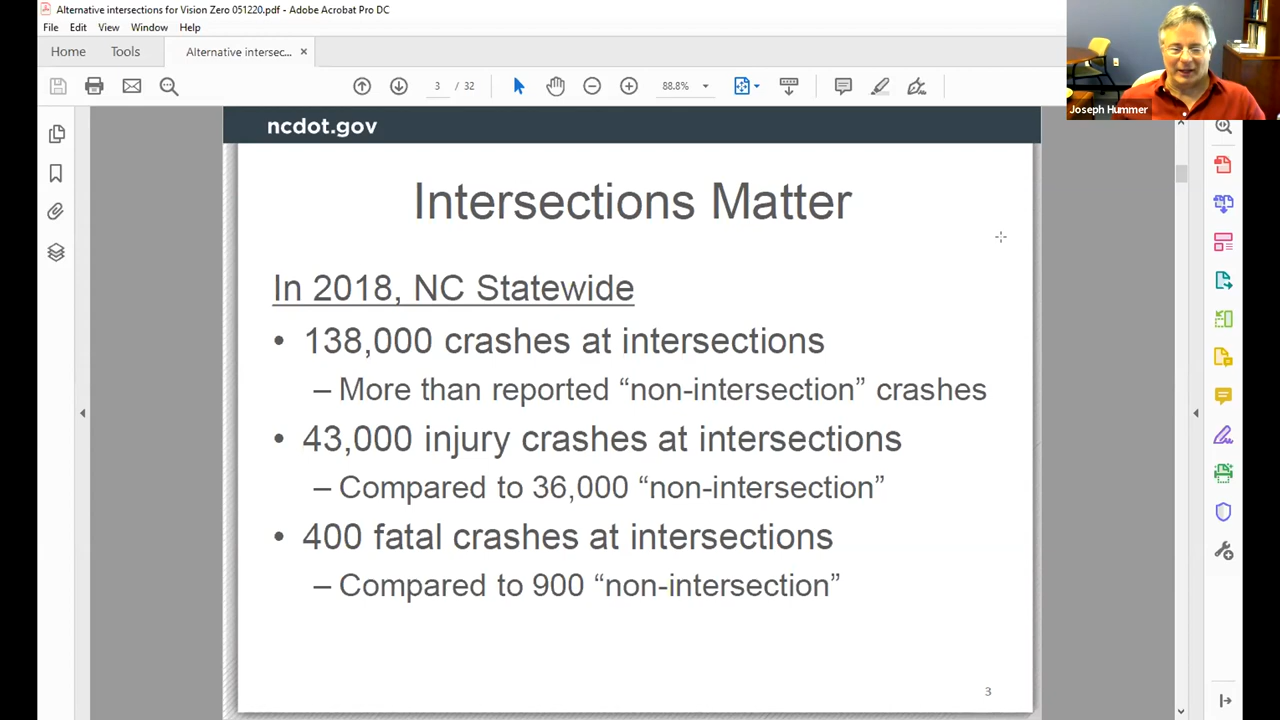 Alternative intersections for Vision Zero 051220.pdf - Adobe Acrobat Pro DC
File Edit View Window Help
Home Tools Alternative intersec... ×
3 / 32 88.8%
Joseph Hummer
ncdot.gov
Intersections Matter
In 2018, NC Statewide
• 138,000 crashes at intersections
– More than reported “non-intersection” crashes
• 43,000 injury crashes at intersections
– Compared to 36,000 “non-intersection”
• 400 fatal crashes at intersections
– Compared to 900 “non-intersection”
3